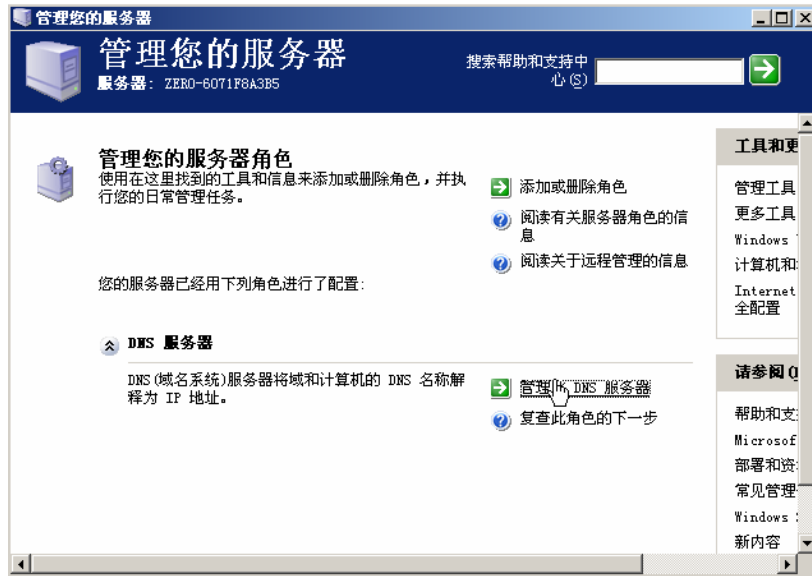 管理您的服务器
管理您的服务器
服务器: ZERO-6071F8A3B5
搜索帮助和支持中
心(S)
管理您的服务器角色
使用在这里找到的工具和信息来添加或删除角色，并执
行您的日常管理任务。
添加或删除角色
阅读有关服务器角色的信
息
阅读关于远程管理的信息
您的服务器已经用下列角色进行了配置:
DNS 服务器
DNS(域名系统)服务器将域和计算机的 DNS 名称解
释为 IP 地址。
管理 DNS 服务器
复查此角色的下一步
工具和更
管理工具
更多工具
Windows
计算机和
Internet
全配置
请参阅
帮助和支
Microsof
部署和资
常见管理
Windows
新内容